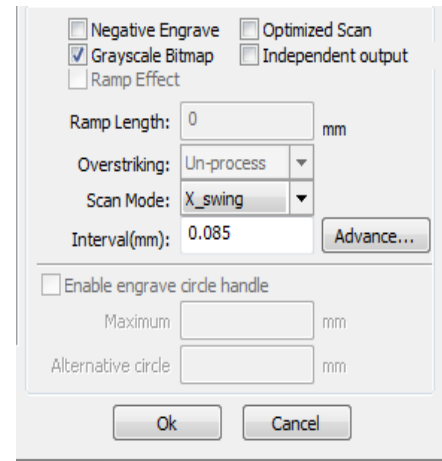 Negative Engrave Optimized Scan
Grayscale Bitmap Independent output
Ramp Effect
Ramp Length: 0 mm
Overstriking: Un-process
Scan Mode: X_swing
Interval(mm): 0.085 Advance...
Enable engrave circle handle
Maximum mm
Alternative circle mm
Ok Cancel